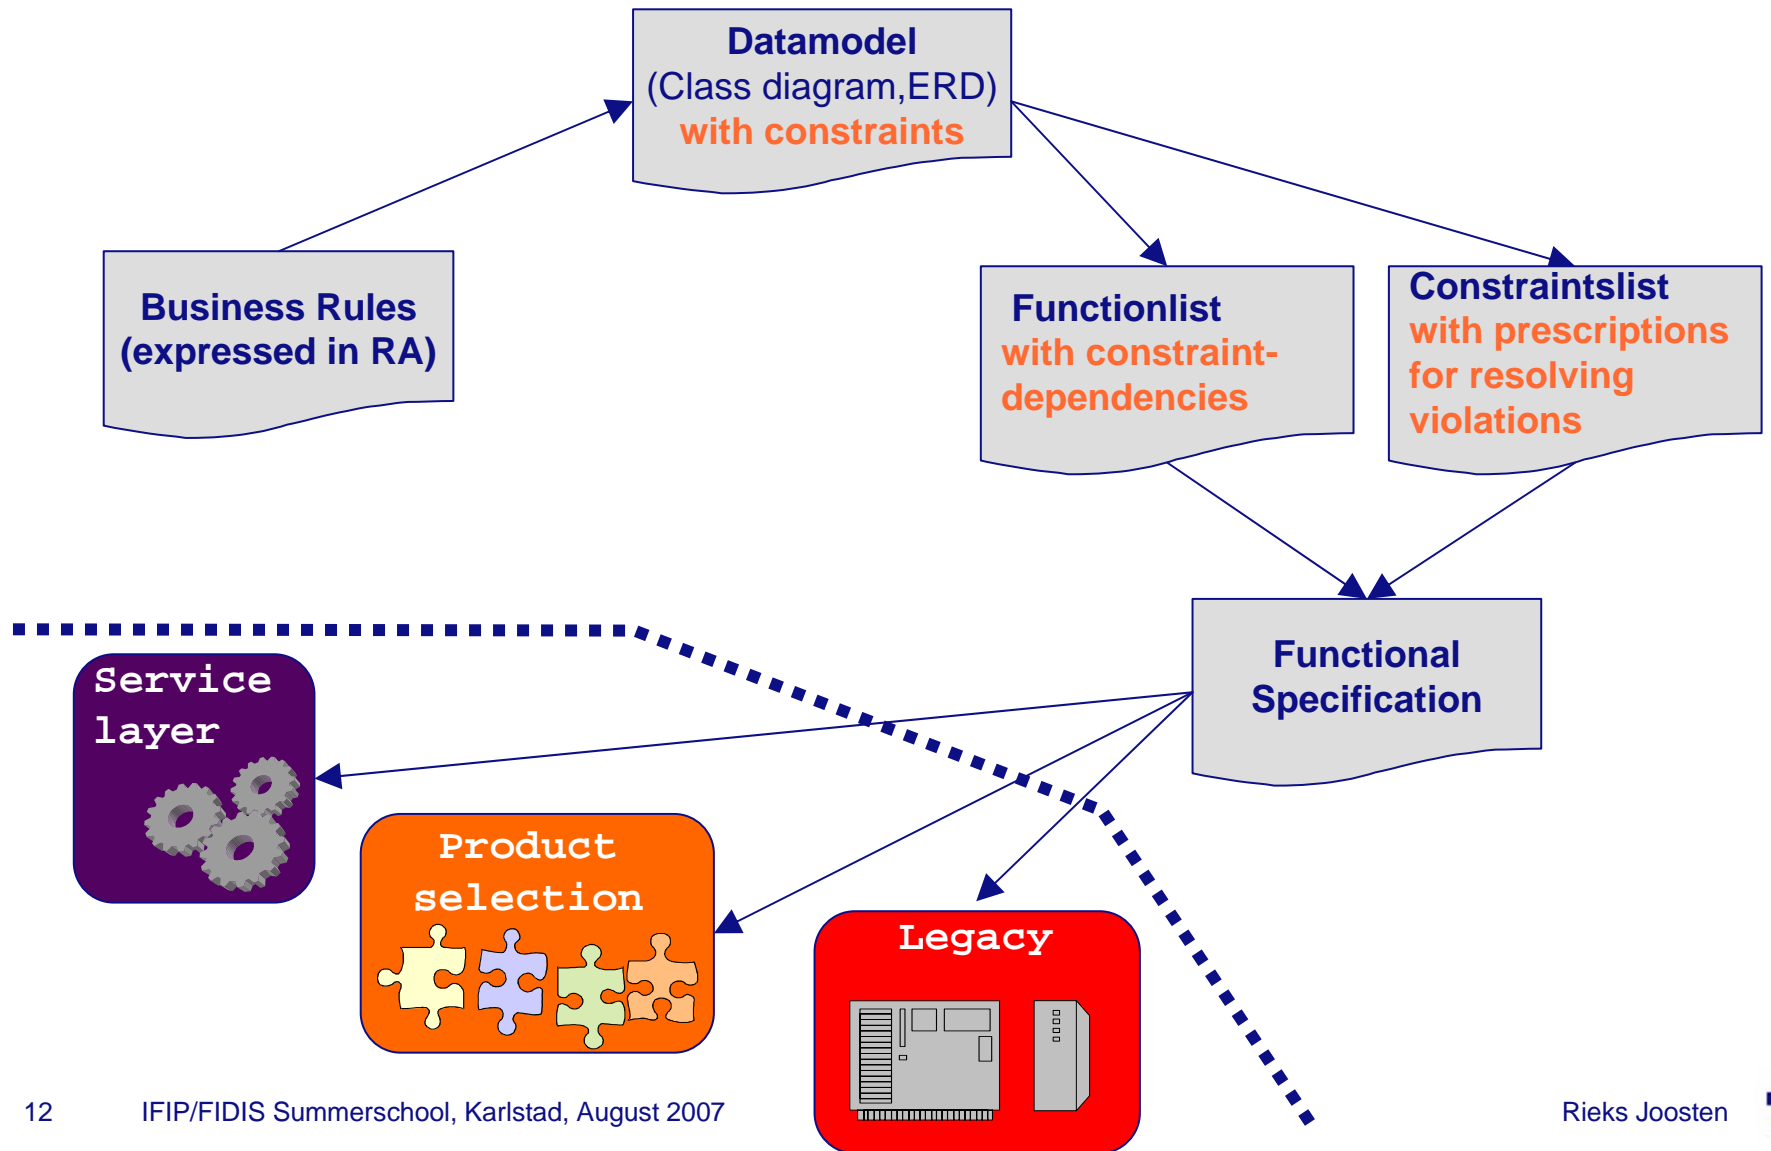 Datamodel
(Class diagram,ERD)
with constraints
Business Rules
(expressed in RA)
Functionlist
with constraint-
dependencies
Constraintslist
with prescriptions
for resolving
violations
Functional
Specification
Service
layer
Product
selection
Legacy
12
IFIP/FIDIS Summerschool, Karlstad, August 2007
Rieks Joosten